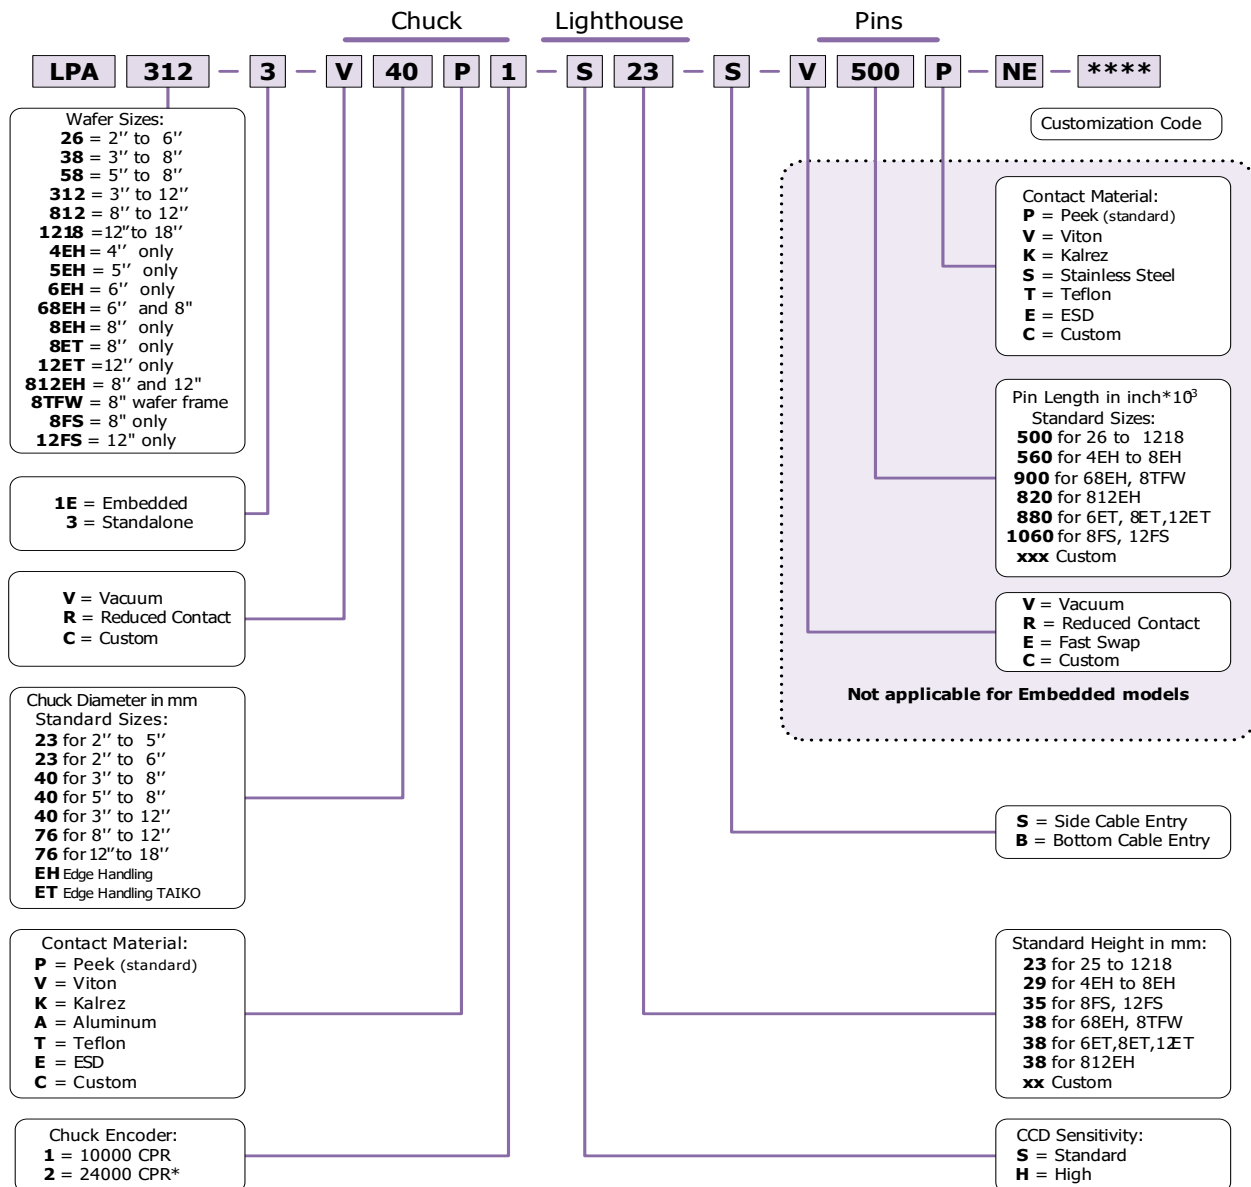 Chuck Lighthouse Pins
LPA 312 – 3 – V 40 P 1 – S 23 – S – V 500 P – NE – ****
Wafer Sizes:
26 = 2'' to 6''
38 = 3'' to 8''
58 = 5'' to 8''
312 = 3'' to 12''
812 = 8'' to 12''
1218 =12"to 18''
4EH = 4'' only
5EH = 5'' only
6EH = 6'' only
68EH = 6'' and 8"
8EH = 8'' only
8ET = 8'' only
12ET =12'' only
812EH = 8'' and 12"
8TFW = 8" wafer frame
8FS = 8" only
12FS = 12" only
1E = Embedded
3 = Standalone
V = Vacuum
R = Reduced Contact
C = Custom
Chuck Diameter in mm
Standard Sizes:
23 for 2'' to 5''
23 for 2'' to 6''
40 for 3'' to 8''
40 for 5'' to 8''
40 for 3'' to 12''
76 for 8'' to 12''
76 for 12"to 18''
EH Edge Handling
ET Edge Handling TAIKO
Contact Material:
P = Peek (standard)
V = Viton
K = Kalrez
A = Aluminum
T = Teflon
E = ESD
C = Custom
Chuck Encoder:
1 = 10000 CPR
2 = 24000 CPR*
Customization Code
Contact Material:
P = Peek (standard)
V = Viton
K = Kalrez
S = Stainless Steel
T = Teflon
E = ESD
C = Custom
Pin Length in inch*10³
Standard Sizes:
500 for 26 to 1218
560 for 4EH to 8EH
900 for 68EH, 8TFW
820 for 812EH
880 for 6ET, 8ET,12ET
1060 for 8FS, 12FS
xxx Custom
V = Vacuum
R = Reduced Contact
E = Fast Swap
C = Custom
Not applicable for Embedded models
S = Side Cable Entry
B = Bottom Cable Entry
Standard Height in mm:
23 for 25 to 1218
29 for 4EH to 8EH
35 for 8FS, 12FS
38 for 68EH, 8TFW
38 for 6ET,8ET,12ET
38 for 812EH
xx Custom
CCD Sensitivity:
S = Standard
H = High